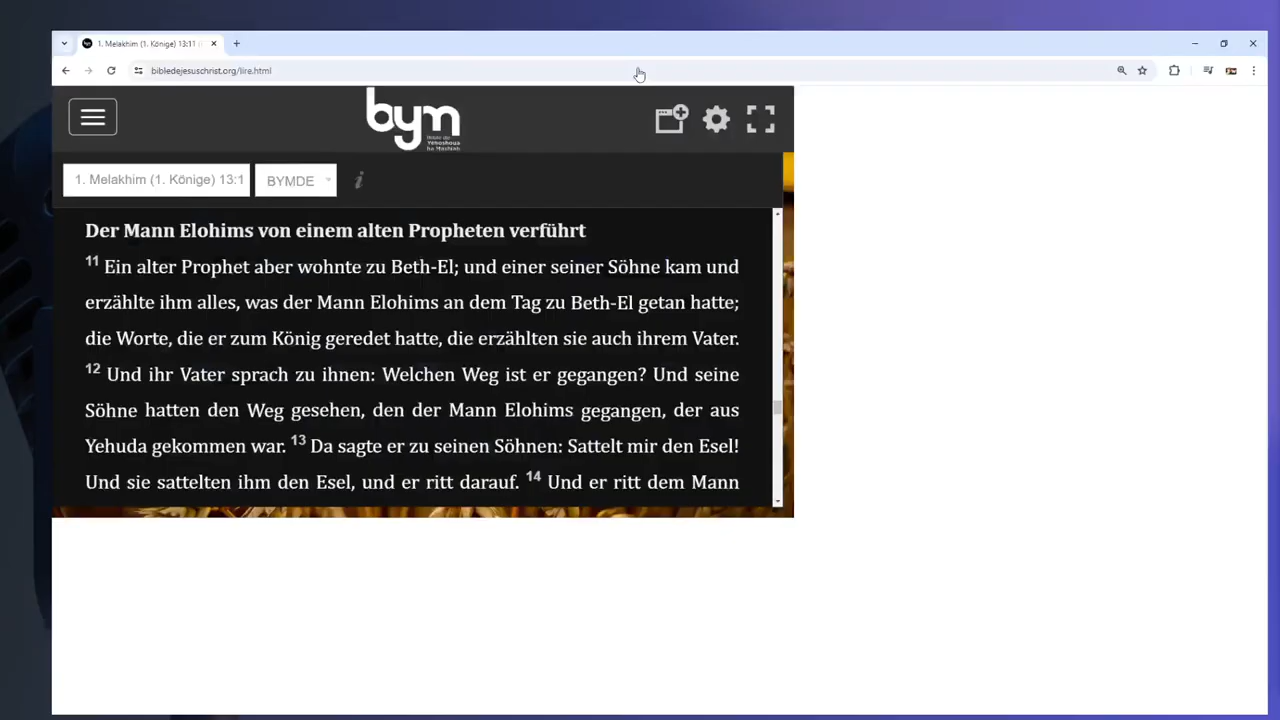 1. Melakhim (1. Könige) 13:11 (
bibledejesuschrist.org/lire.html
bym
1. Melakhim (1. Könige) 13:1
BYMDE
i
Der Mann Elohims von einem alten Propheten verführt
11 Ein alter Prophet aber wohnte zu Beth-El; und einer seiner Söhne kam und
erzählte ihm alles, was der Mann Elohims an dem Tag zu Beth-El getan hatte;
die Worte, die er zum König geredet hatte, die erzählten sie auch ihrem Vater.
12 Und ihr Vater sprach zu ihnen: Welchen Weg ist er gegangen? Und seine
Söhne hatten den Weg gesehen, den der Mann Elohims gegangen, der aus
Yehuda gekommen war. 13 Da sagte er zu seinen Söhnen: Sattelt mir den Esel!
Und sie sattelten ihm den Esel, und er ritt darauf. 14 Und er ritt dem Mann